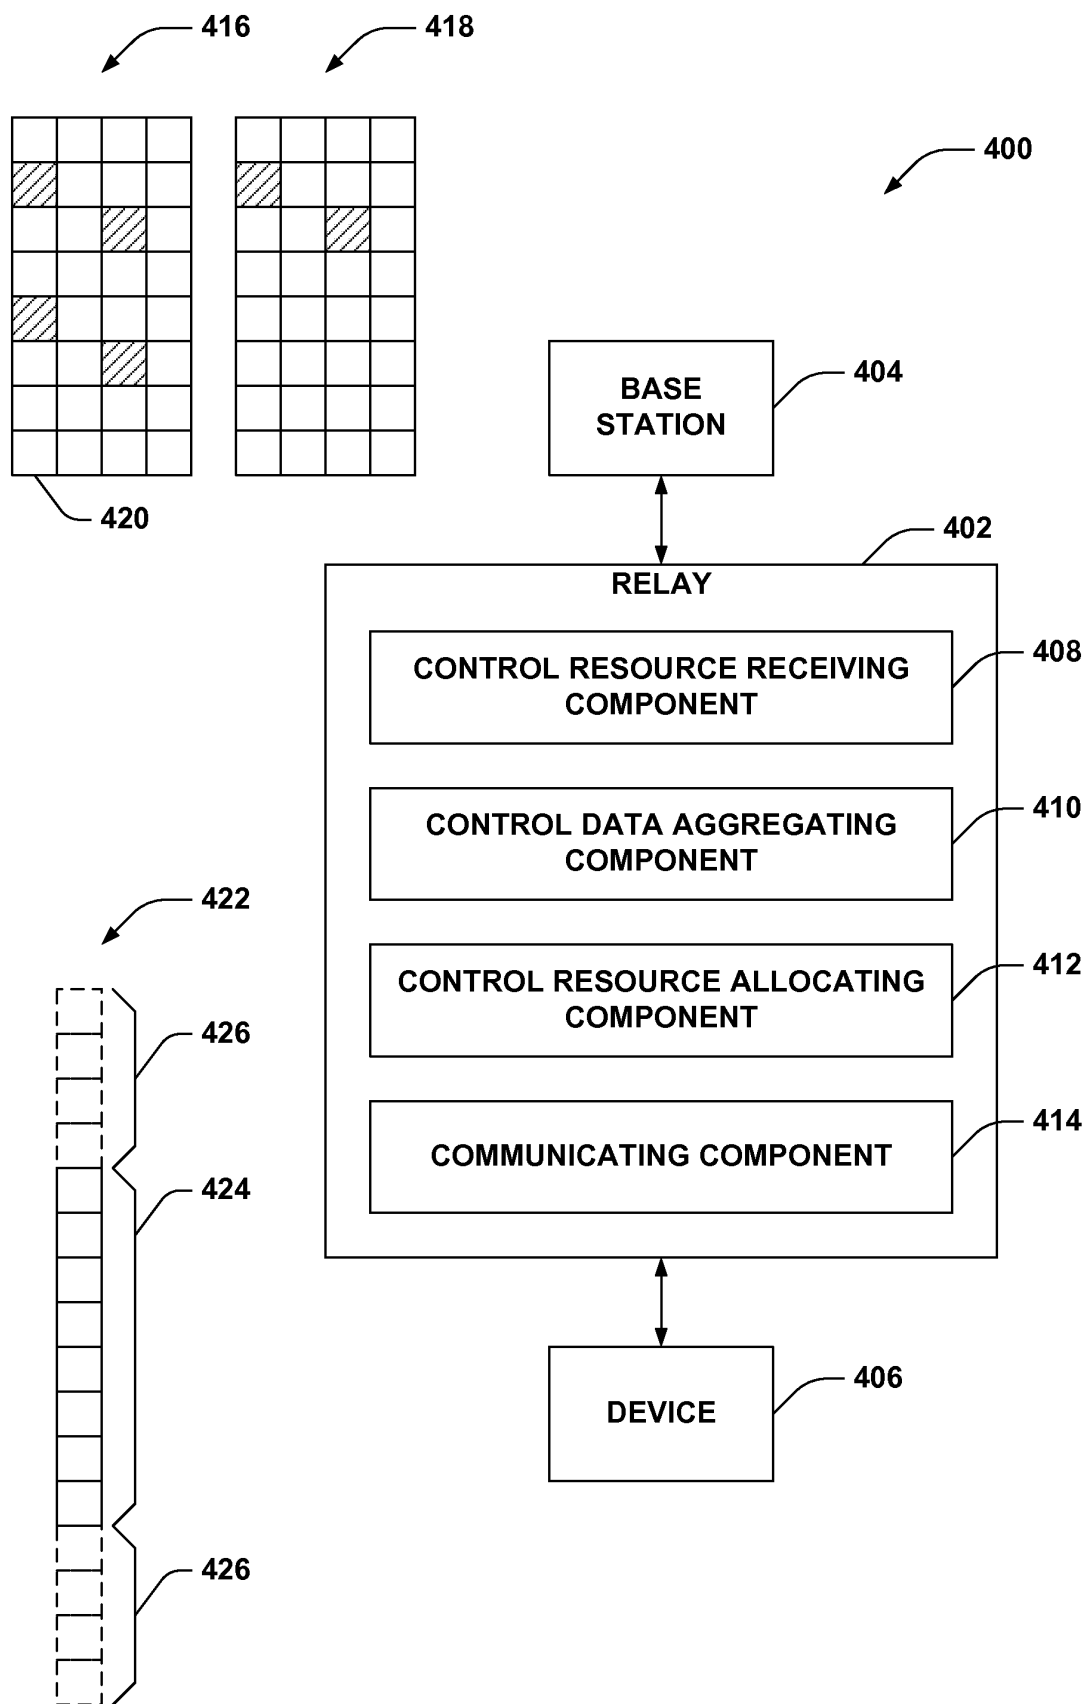 416
418
400
404
BASE
STATION
420
402
RELAY
408
CONTROL RESOURCE RECEIVING
COMPONENT
410
CONTROL DATA AGGREGATING
COMPONENT
422
412
CONTROL RESOURCE ALLOCATING
COMPONENT
426
414
COMMUNICATING COMPONENT
424
406
DEVICE
426